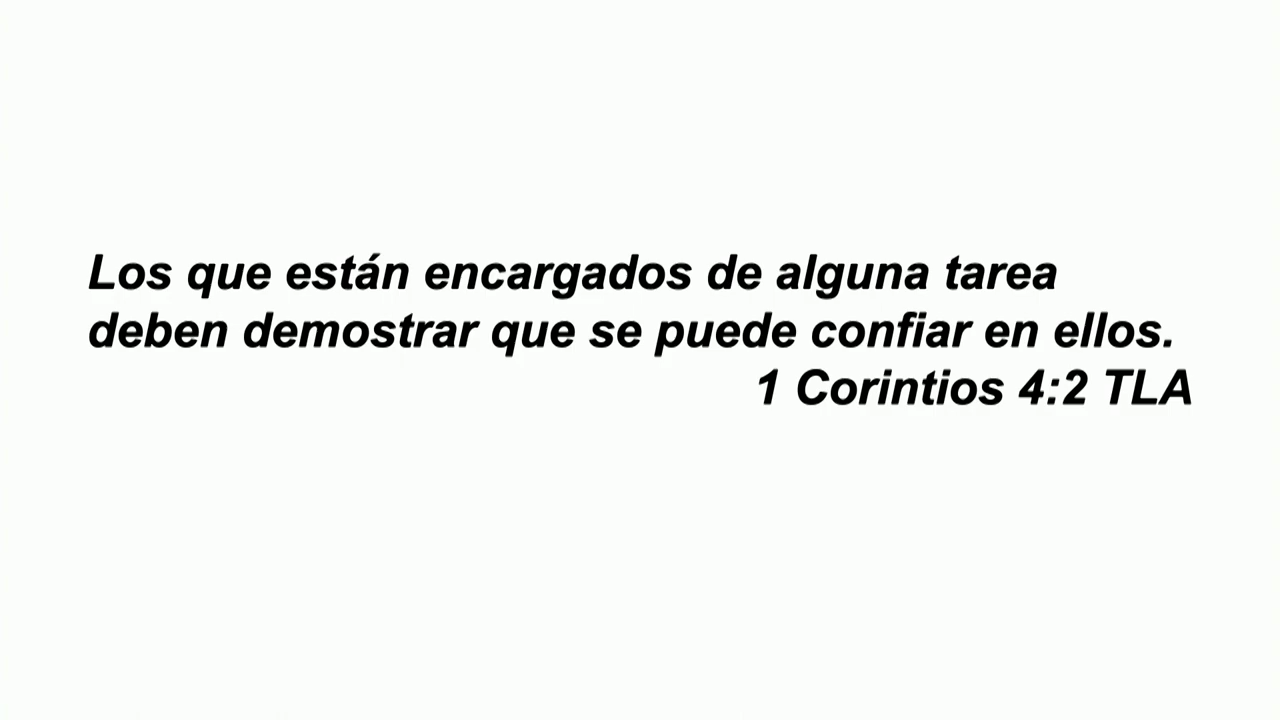 Los que están encargados de alguna tarea
deben demostrar que se puede confiar en ellos.
1 Corintios 4:2 TLA